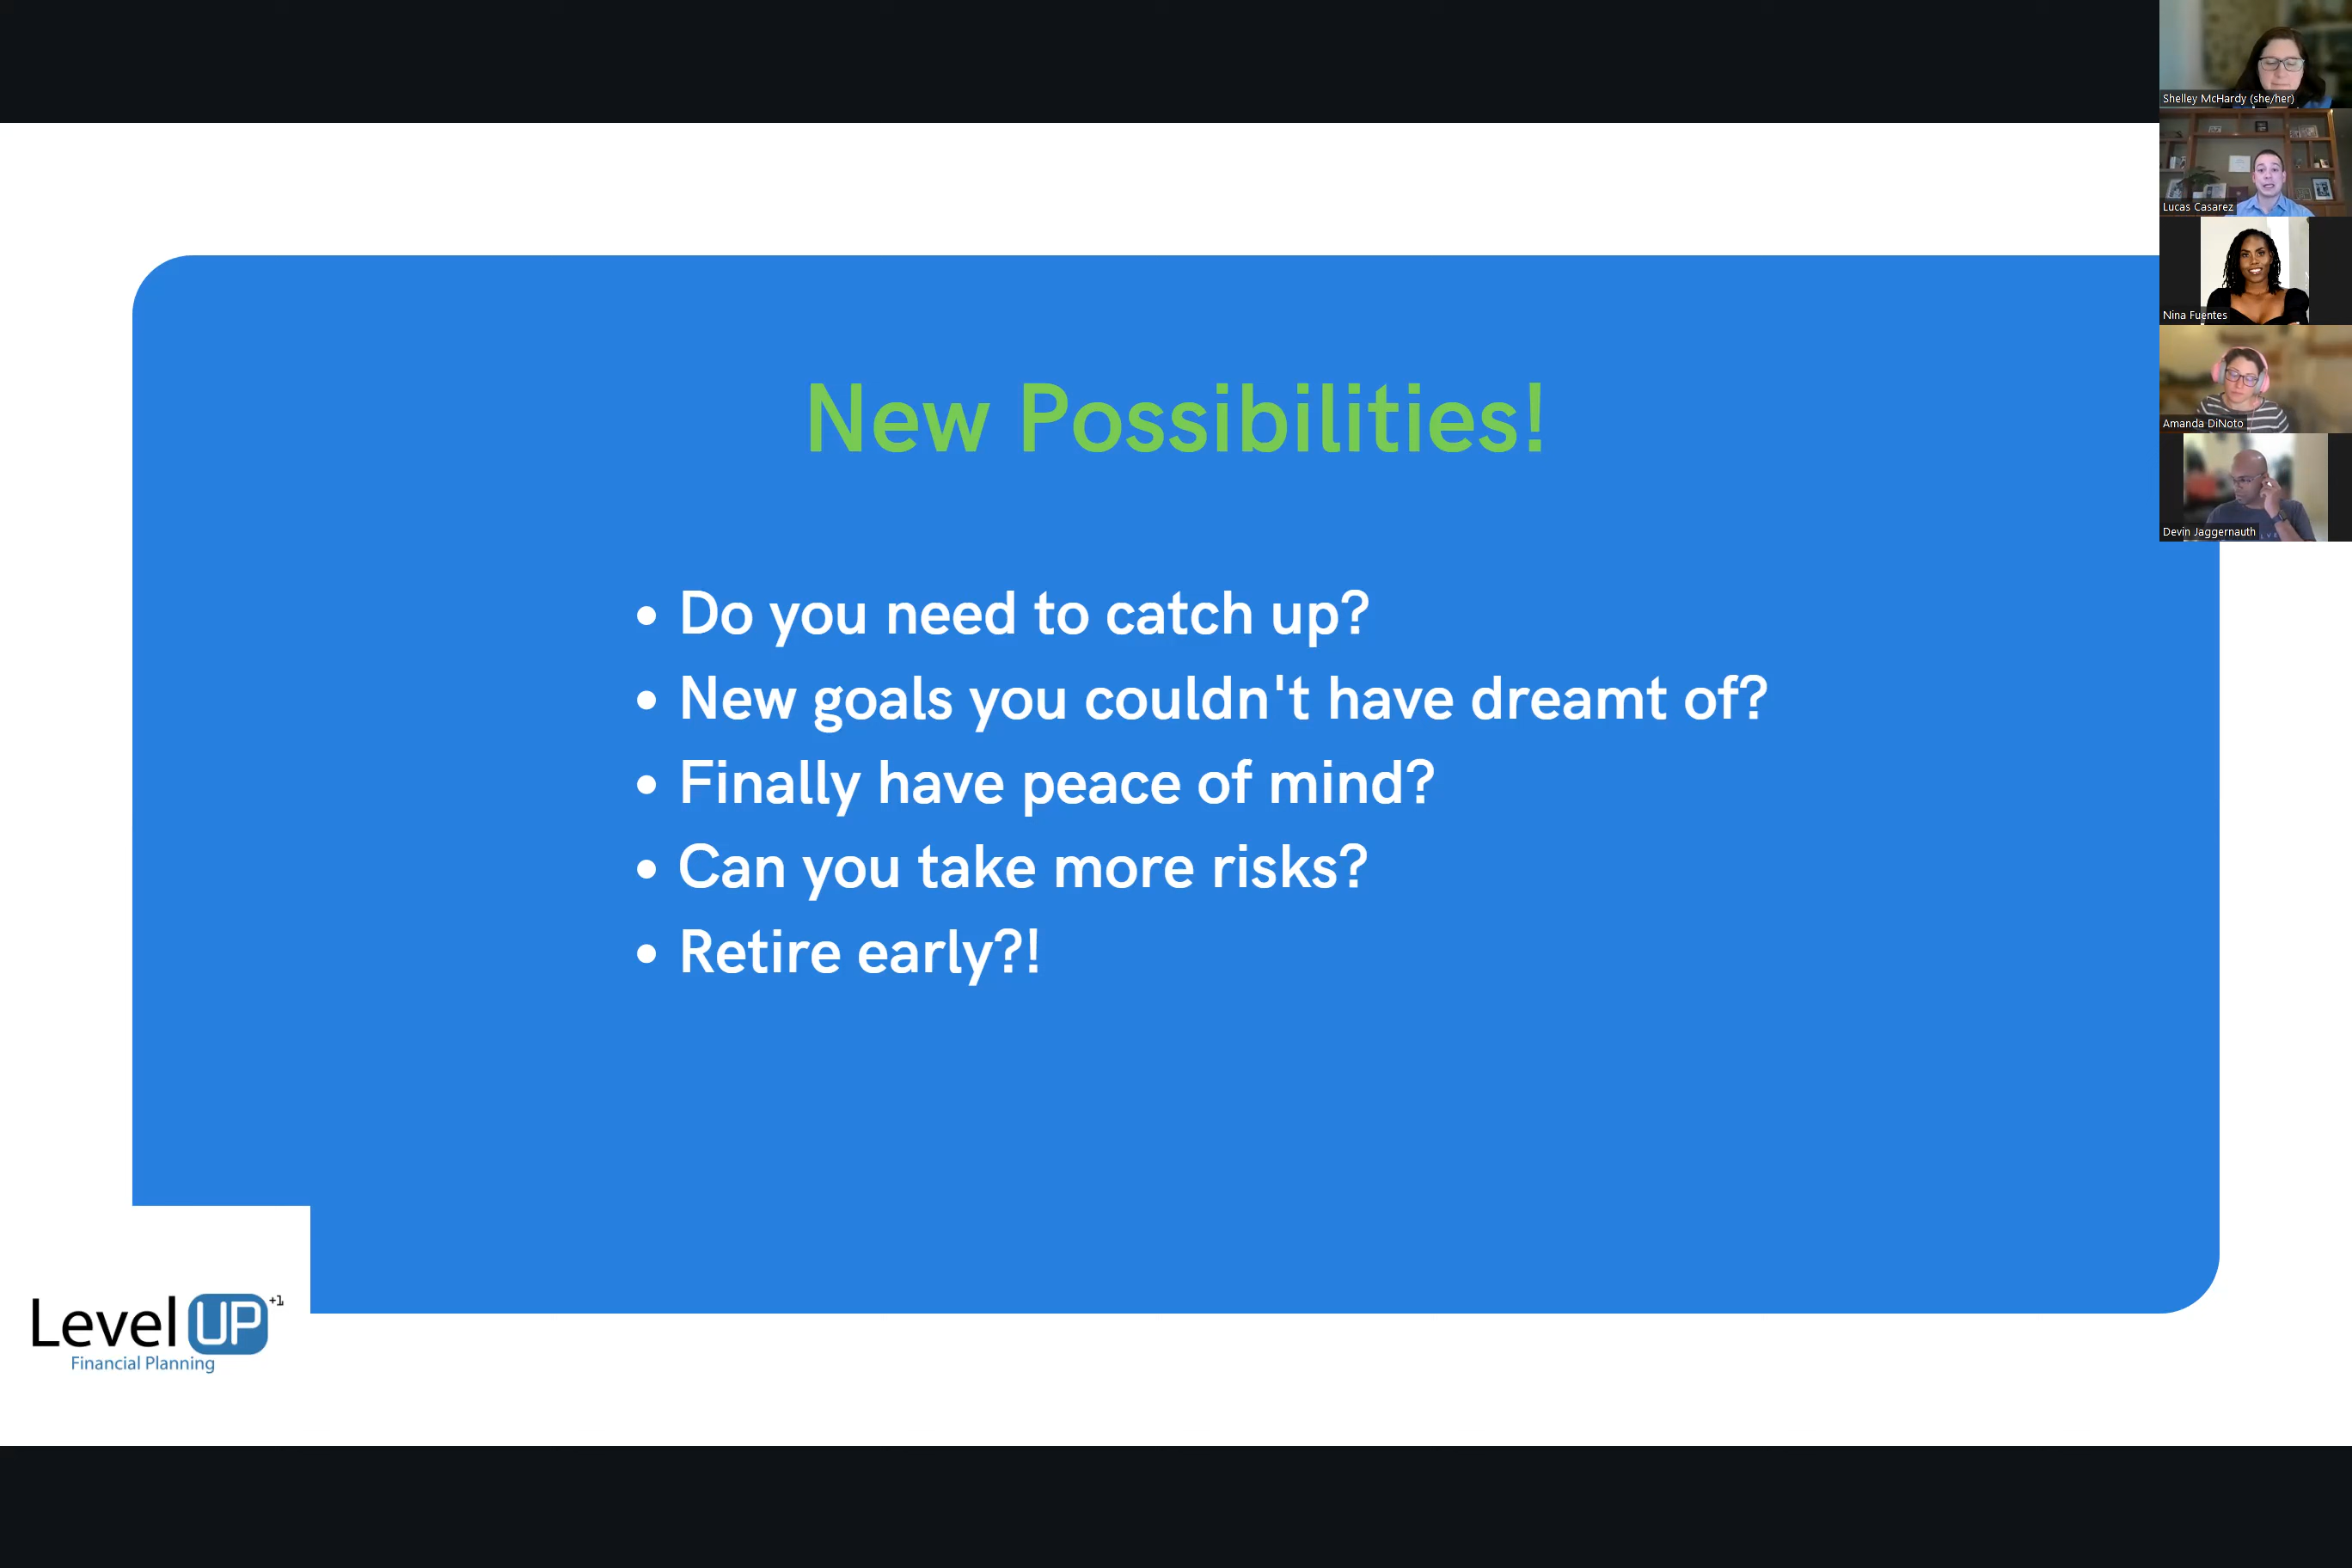 New Possibilities!
• Do you need to catch up?
• New goals you couldn't have dreamt of?
• Finally have peace of mind?
• Can you take more risks?
• Retire early?!
Level UP +1
Financial Planning
Shelley McHardy (she/her)
Lucas Casarez
Nina Fuentes
Amanda DiNoto
Devin Jaggernauth